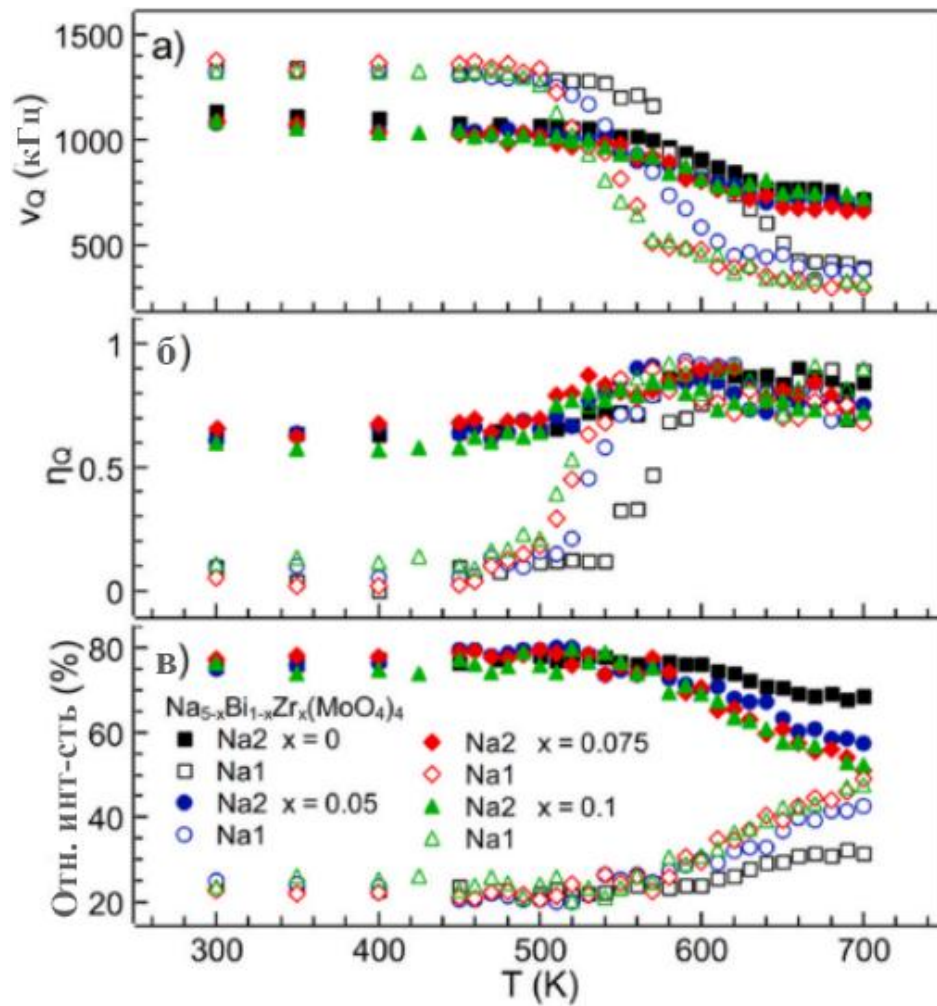 а)
1500
1000
500
νQ (кГц)
б)
1
0.5
0
ηQ
в)
80
60
40
20
Отн. инт-сть (%)
Na5-xBi1-xZrx(MoO4)4
Na2 x = 0
Na1
Na2 x = 0.05
Na1
Na2 x = 0.075
Na1
Na2 x = 0.1
Na1
300 400 500 600 700
T (K)